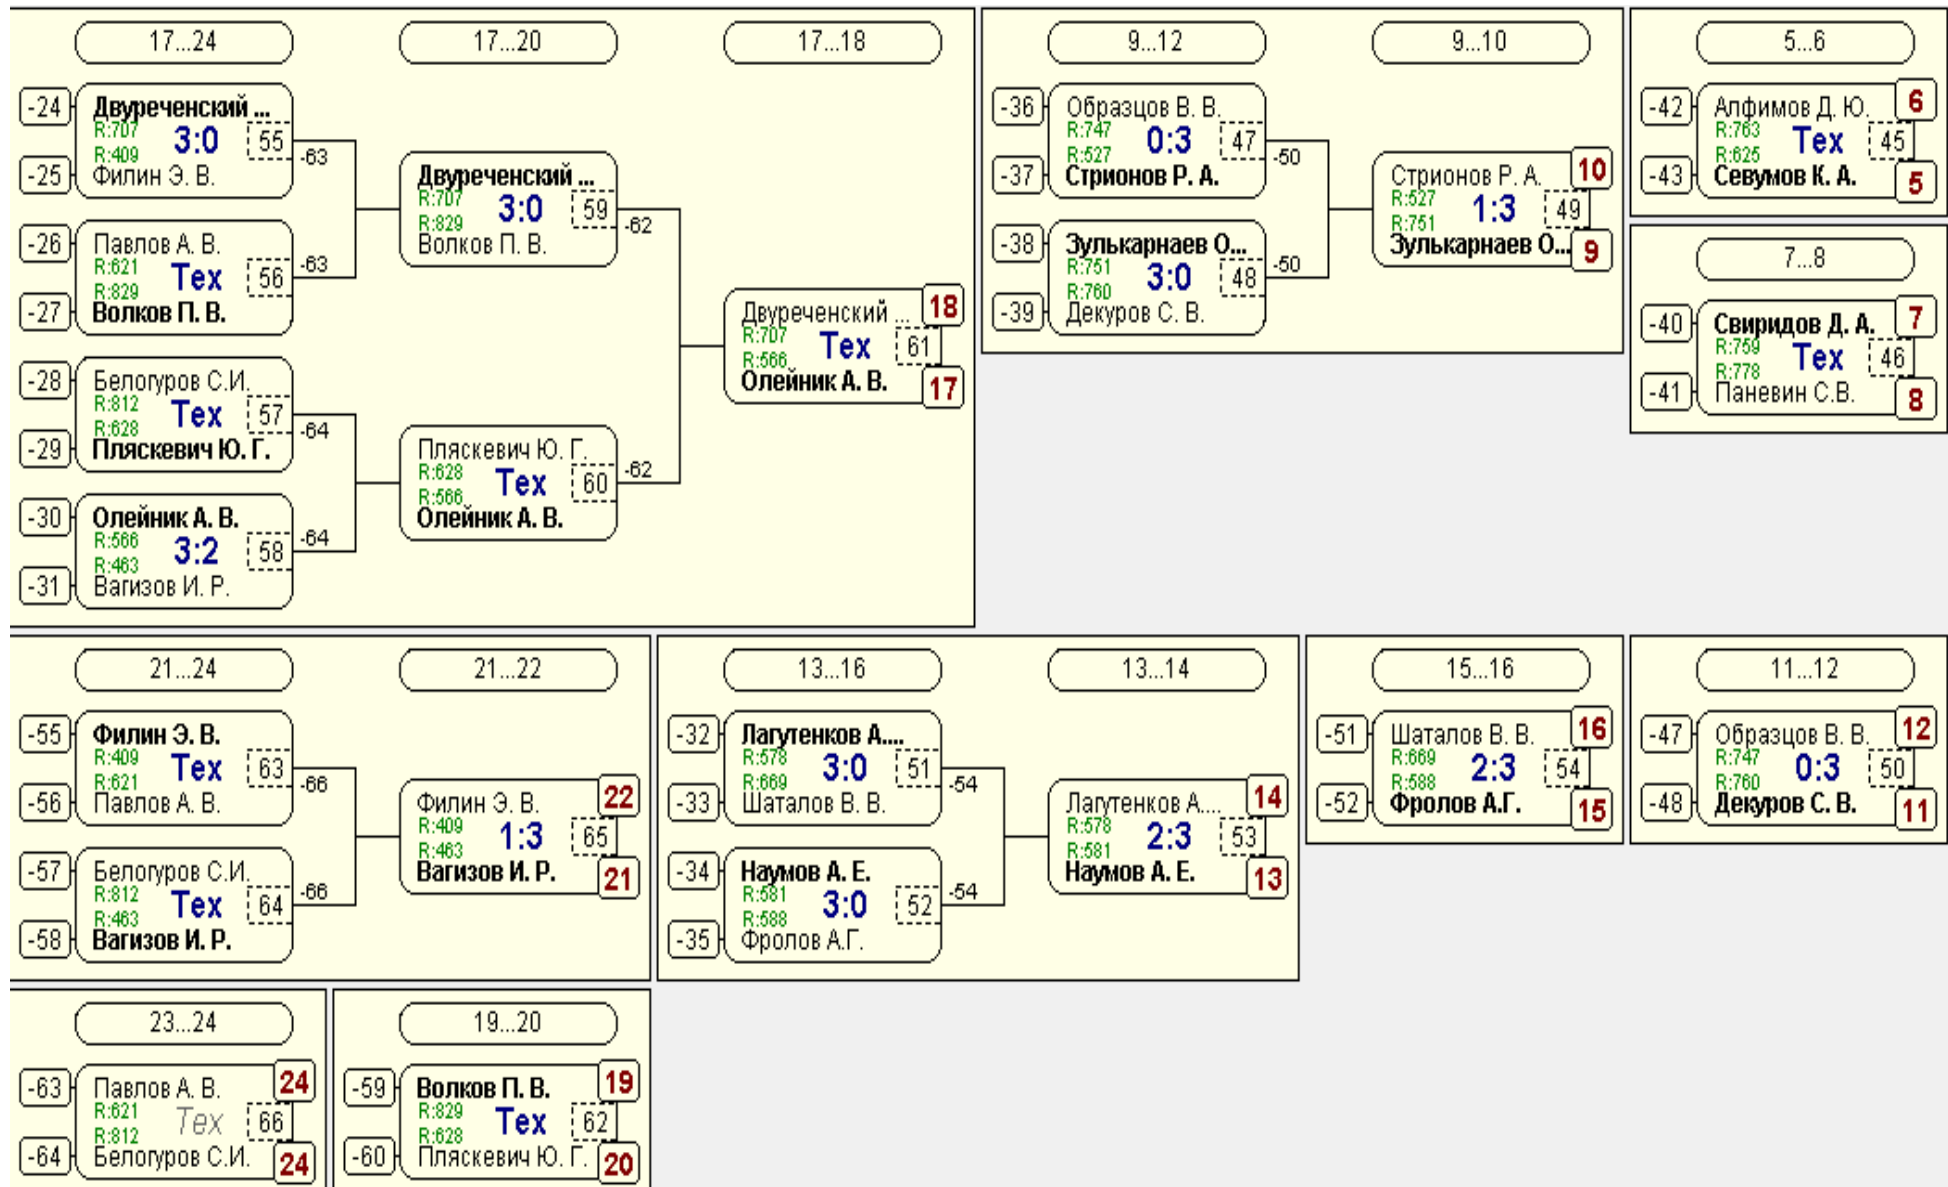 17...24
-24
Двуреченский ...
R:707
3:0
55
R:409
-25
Филин Э. В.
-63
-26
Павлов А. В.
R:621
Тех
56
R:829
-27
Волков П. В.
-63
-28
Белогуров С.И.
R:812
Тех
57
R:628
-29
Пляскевич Ю. Г.
-64
-30
Олейник А. В.
R:566
3:2
58
R:463
-31
Вагизов И. Р.
-64
17...20
Двуреченский ...
R:707
3:0
59
R:829
Волков П. В.
-62
Пляскевич Ю. Г.
R:628
Тех
60
R:566
Олейник А. В.
-62
17...18
Двуреченский ...
18
R:707
Тех
61
R:566
Олейник А. В.
17
9...12
-36
Образцов В. В.
R:747
0:3
47
R:527
-37
Стрионов Р. А.
-50
-38
Зулькарнаев О...
R:751
3:0
48
R:760
-39
Декуров С. В.
-50
9...10
Стрионов Р. А.
10
R:527
1:3
49
R:751
Зулькарнаев О...
9
5...6
-42
Алфимов Д. Ю.
6
R:763
Тех
45
R:625
-43
Севумов К. А.
5
7...8
-40
Свиридов Д. А.
7
R:759
Тех
46
R:778
-41
Паневин С.В.
8
21...24
-55
Филин Э. В.
R:409
Тех
63
R:621
-56
Павлов А. В.
-66
-57
Белогуров С.И.
R:812
Тех
64
R:463
-58
Вагизов И. Р.
-66
21...22
Филин Э. В.
22
R:409
1:3
65
R:463
Вагизов И. Р.
21
13...16
-32
Лагутенков А....
R:578
3:0
51
R:669
-33
Шаталов В. В.
-54
-34
Наумов А. Е.
R:581
3:0
52
R:588
-35
Фролов А.Г.
-54
13...14
Лагутенков А....
14
R:578
2:3
53
R:581
Наумов А. Е.
13
15...16
-51
Шаталов В. В.
16
R:669
2:3
54
R:588
-52
Фролов А.Г.
15
11...12
-47
Образцов В. В.
12
R:747
0:3
50
R:760
-48
Декуров С. В.
11
23...24
-63
Павлов А. В.
24
R:621
Тех
66
R:812
-64
Белогуров С.И.
24
19...20
-59
Волков П. В.
19
R:829
Тех
62
R:628
-60
Пляскевич Ю. Г.
20